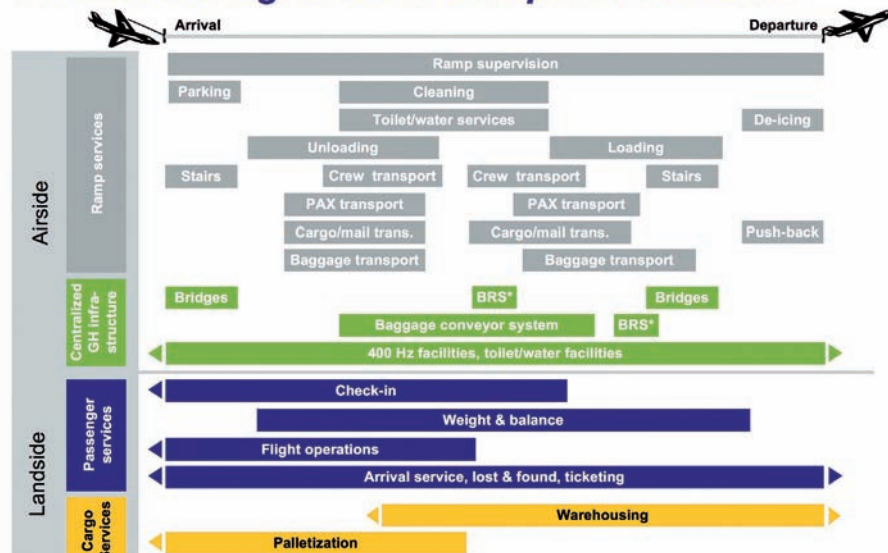 Arrival
Departure
Airside
Ramp services
Ramp supervision
Parking
Cleaning
Toilet/water services
De-icing
Unloading
Loading
Stairs
Crew transport
Crew transport
Stairs
PAX transport
PAX transport
Cargo/mail trans.
Cargo/mail trans.
Push-back
Baggage transport
Baggage transport
Centralized
GH infra-
structure
Bridges
BRS*
Bridges
Baggage conveyor system
BRS*
400 Hz facilities, toilet/water facilities
Landside
Passenger
services
Check-in
Weight & balance
Flight operations
Arrival service, lost & found, ticketing
Cargo
services
Warehousing
Palletization